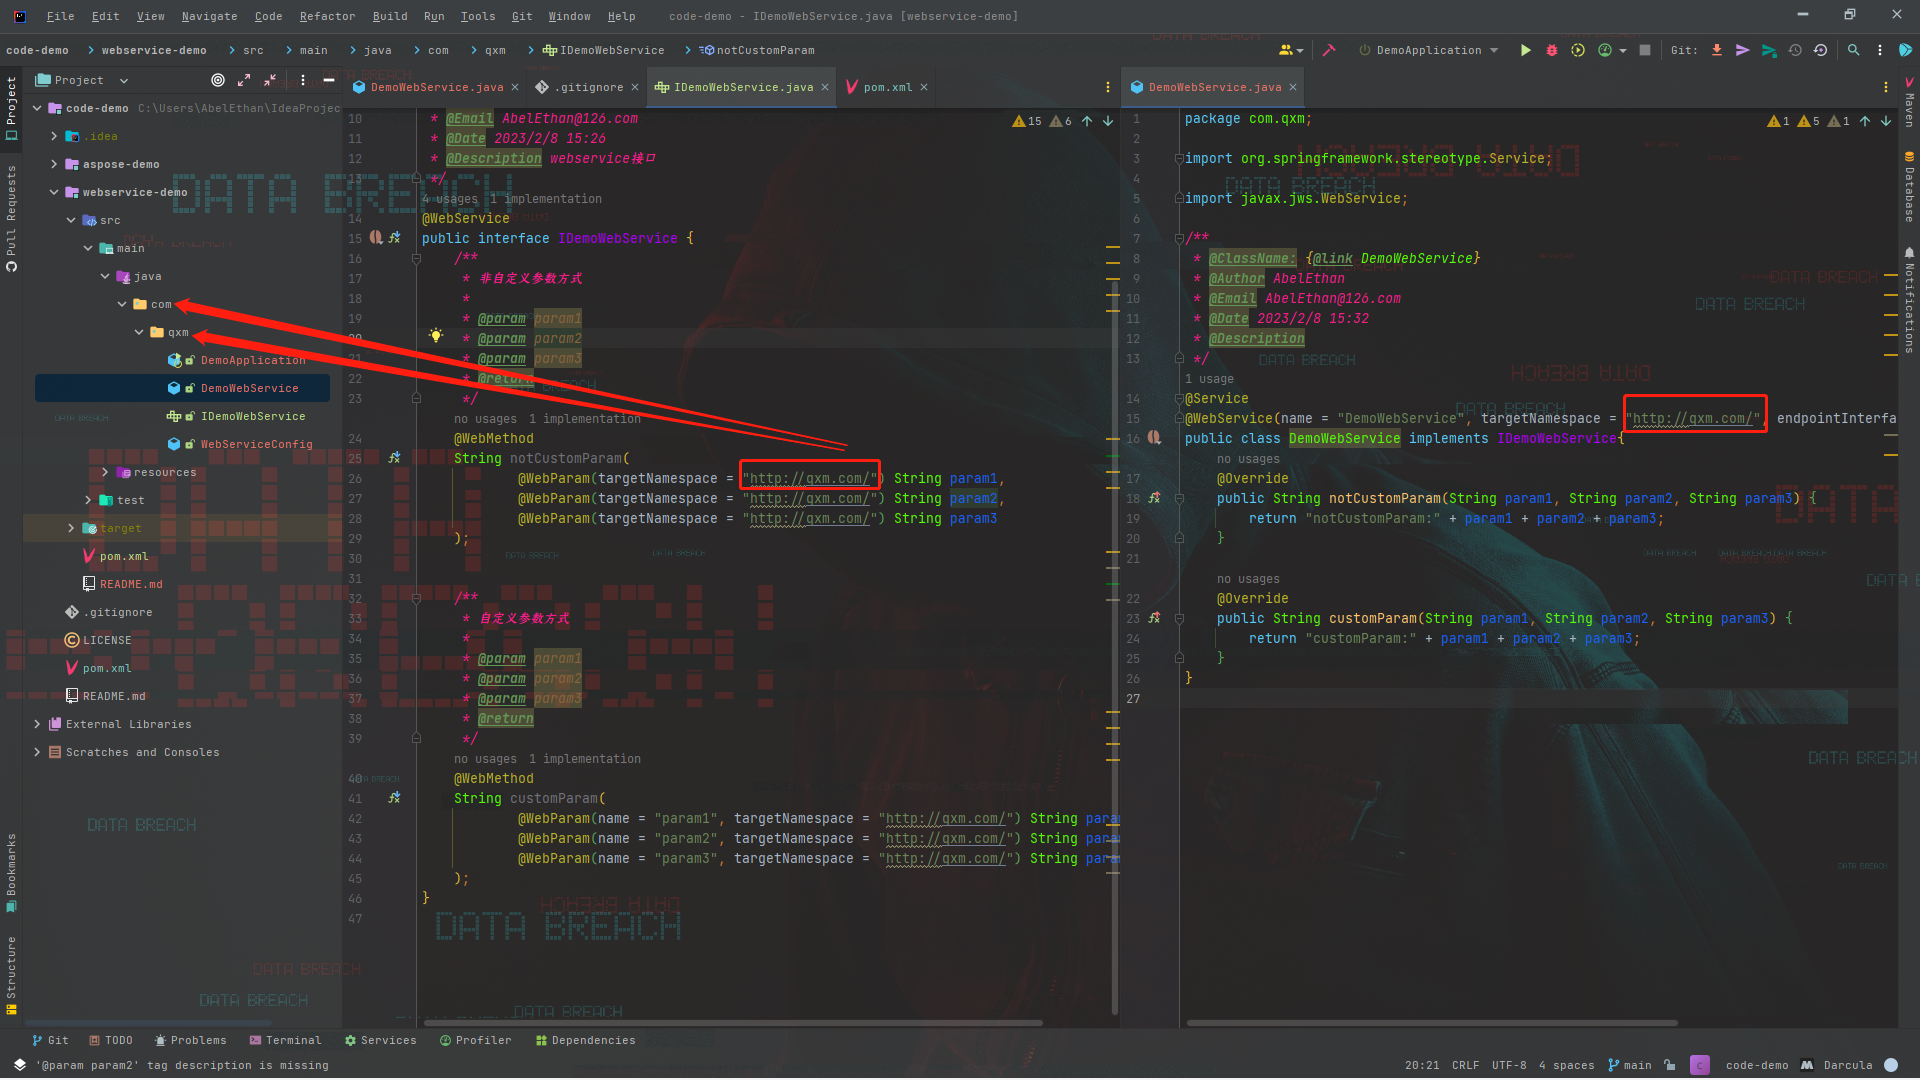 File Edit View Navigate Code Refactor Build Run Tools Git Window Help code-demo - IDemoWebService.java [webservice-demo]
code-demo webservice-demo src main java com qxm IDemoWebService notCustomParam
DemoApplication Git:
Project
Project
Pull Requests
Bookmarks
Structure
code-demo C:\Users\AbelEthan\IdeaProjec
.idea
aspose-demo
webservice-demo
src
main
java
com
qxm
DemoApplication
DemoWebService
IDemoWebService
WebServiceConfig
resources
test
target
pom.xml
README.md
.gitignore
LICENSE
pom.xml
README.md
External Libraries
Scratches and Consoles
DemoWebService.java .gitignore IDemoWebService.java pom.xml
15 6
10 * @Email AbelEthan@126.com
11 * @Date 2023/2/8 15:26
12 * @Description webservice接口
13 */
4 usages 1 implementation
14 @WebService
15 public interface IDemoWebService {
16 /**
17 * 非自定义参数方式
18 *
19 * @param param1
20 * @param param2
21 * @param param3
22 * @return
23 */
no usages 1 implementation
24 @WebMethod
25 String notCustomParam(
26 @WebParam(targetNamespace = "http://qxm.com/") String param1,
27 @WebParam(targetNamespace = "http://qxm.com/") String param2,
28 @WebParam(targetNamespace = "http://qxm.com/") String param3
29 );
30
31
32 /**
33 * 自定义参数方式
34 *
35 * @param param1
36 * @param param2
37 * @param param3
38 * @return
39 */
no usages 1 implementation
40 @WebMethod
41 String customParam(
42 @WebParam(name = "param1", targetNamespace = "http://qxm.com/") String para
43 @WebParam(name = "param2", targetNamespace = "http://qxm.com/") String para
44 @WebParam(name = "param3", targetNamespace = "http://qxm.com/") String para
45 );
46 }
47
DemoWebService.java
1 5 1
1 package com.qxm;
2
3 import org.springframework.stereotype.Service;
4
5 import javax.jws.WebService;
6
7 /**
8 * @ClassName: {@link DemoWebService}
9 * @Author AbelEthan
10 * @Email AbelEthan@126.com
11 * @Date 2023/2/8 15:32
12 * @Description
13 */
1 usage
14 @Service
15 @WebService(name = "DemoWebService", targetNamespace = "http://qxm.com/", endpointInterfa
16 public class DemoWebService implements IDemoWebService{
no usages
17 @Override
18 public String notCustomParam(String param1, String param2, String param3) {
19 return "notCustomParam:" + param1 + param2 + param3;
20 }
21
no usages
22 @Override
23 public String customParam(String param1, String param2, String param3) {
24 return "customParam:" + param1 + param2 + param3;
25 }
26 }
27
Maven
Database
Notifications
DATA BREACH
DATA BREACH
DATA BREACH
DATA BREACH
DATA BREACH
Git TODO Problems Terminal Services Profiler Dependencies
'@param param2' tag description is missing 20:21 CRLF UTF-8 4 spaces main C code-demo Darcula